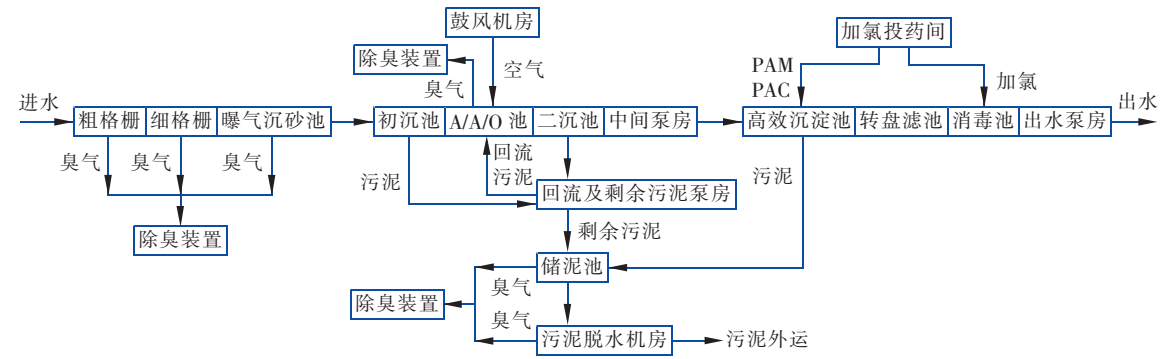 鼓风机房
加氯投药间
除臭装置
空气
臭气
PAM
PAC
加氯
进水
出水
粗格栅
细格栅
曝气沉砂池
初沉池
A/A/O 池
二沉池
中间泵房
高效沉淀池
转盘滤池
消毒池
出水泵房
臭气
臭气
臭气
污泥
回流
污泥
污泥
回流及剩余污泥泵房
除臭装置
剩余污泥
储泥池
臭气
除臭装置
臭气
污泥脱水机房
污泥外运